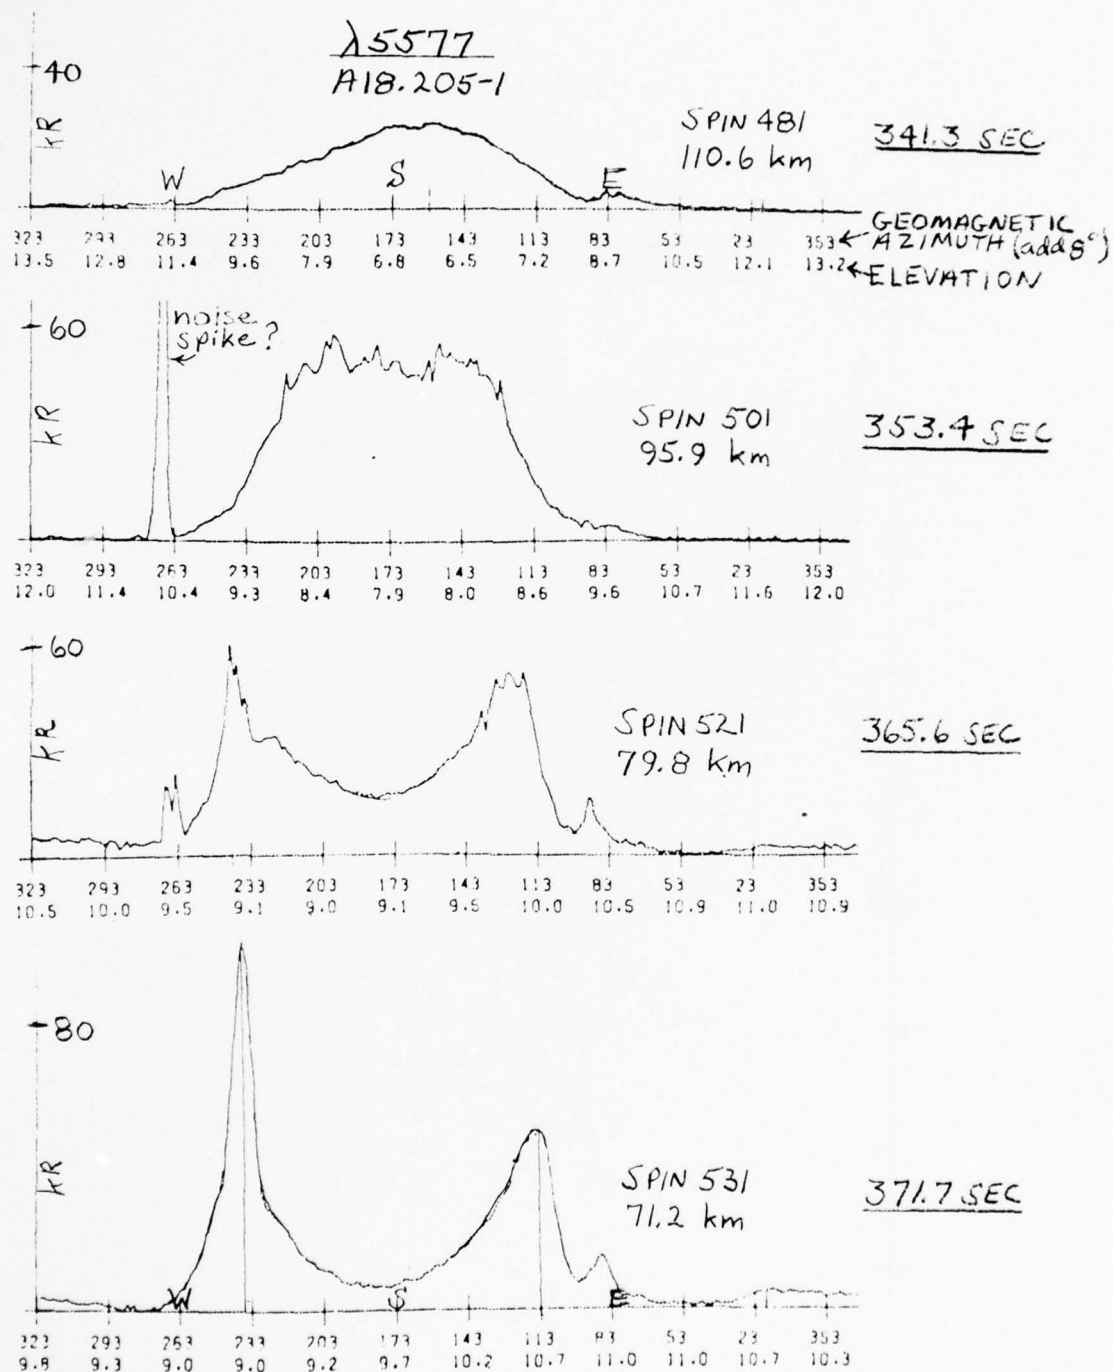 λ5577
A18.205-1
40
kR
W
S
E
SPIN 481
110.6 km
341.3 SEC
323 293 263 233 203 173 143 113 83 53 23 353
13.5 12.8 11.4 9.6 7.9 6.8 6.5 7.2 8.7 10.5 12.1 13.2
GEOMAGNETIC
AZIMUTH (add 8°)
ELEVATION
60
kR
noise
spike?
SPIN 501
95.9 km
353.4 SEC
323 293 263 233 203 173 143 113 83 53 23 353
12.0 11.4 10.4 9.3 8.4 7.9 8.0 8.6 9.6 10.7 11.6 12.0
60
kR
SPIN 521
79.8 km
365.6 SEC
323 293 263 233 203 173 143 113 83 53 23 353
10.5 10.0 9.5 9.1 9.0 9.1 9.5 10.0 10.5 10.9 11.0 10.9
80
kR
SPIN 531
71.2 km
371.7 SEC
W
S
E
323 293 263 233 203 173 143 113 83 53 23 353
9.8 9.3 9.0 9.0 9.2 9.7 10.2 10.7 11.0 11.0 10.7 10.3